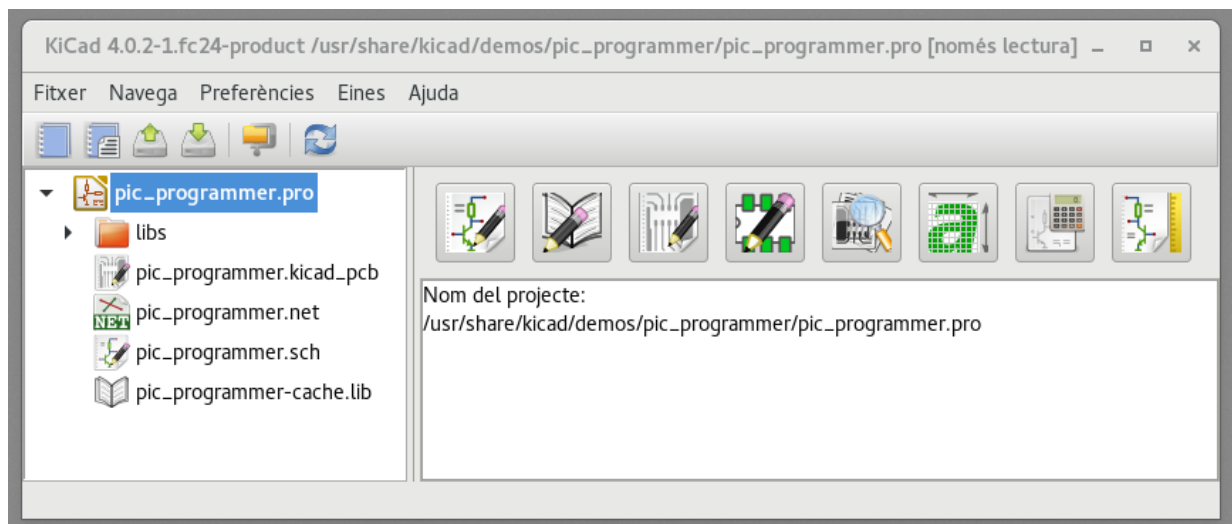 KiCad 4.0.2-1.fc24-product /usr/share/kicad/demos/pic_programmer/pic_programmer.pro [només lectura]
Fitxer Navega Preferències Eines Ajuda
pic_programmer.pro
libs
pic_programmer.kicad_pcb
NET pic_programmer.net
pic_programmer.sch
pic_programmer-cache.lib
a
Nom del projecte:
/usr/share/kicad/demos/pic_programmer/pic_programmer.pro